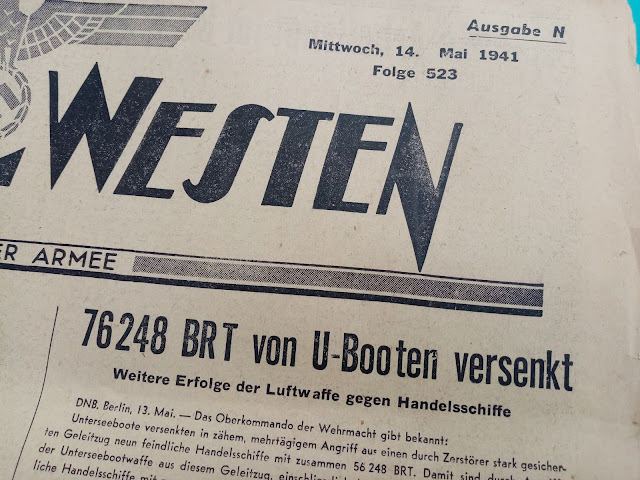 Ausgabe N
Mittwoch, 14. Mai 1941
Folge 523
WESTEN
ER ARMEE
76248 BRT von U-Booten versenkt
Weitere Erfolge der Luftwaffe gegen Handelsschiffe
DNB. Berlin, 13. Mai. — Das Oberkommando der Wehrmacht gibt bekannt:
Unterseeboote versenkten in zähem, mehrtägigem Angriff aus einen durch Zerstörer stark gesicher-
ten Geleitzug neun feindliche Handelsschiffe mit zusammen 56 248 BRT. Damit sind durch
der Unterseebootwaffe aus diesem Geleitzug,
liche Handelsschiffe mit